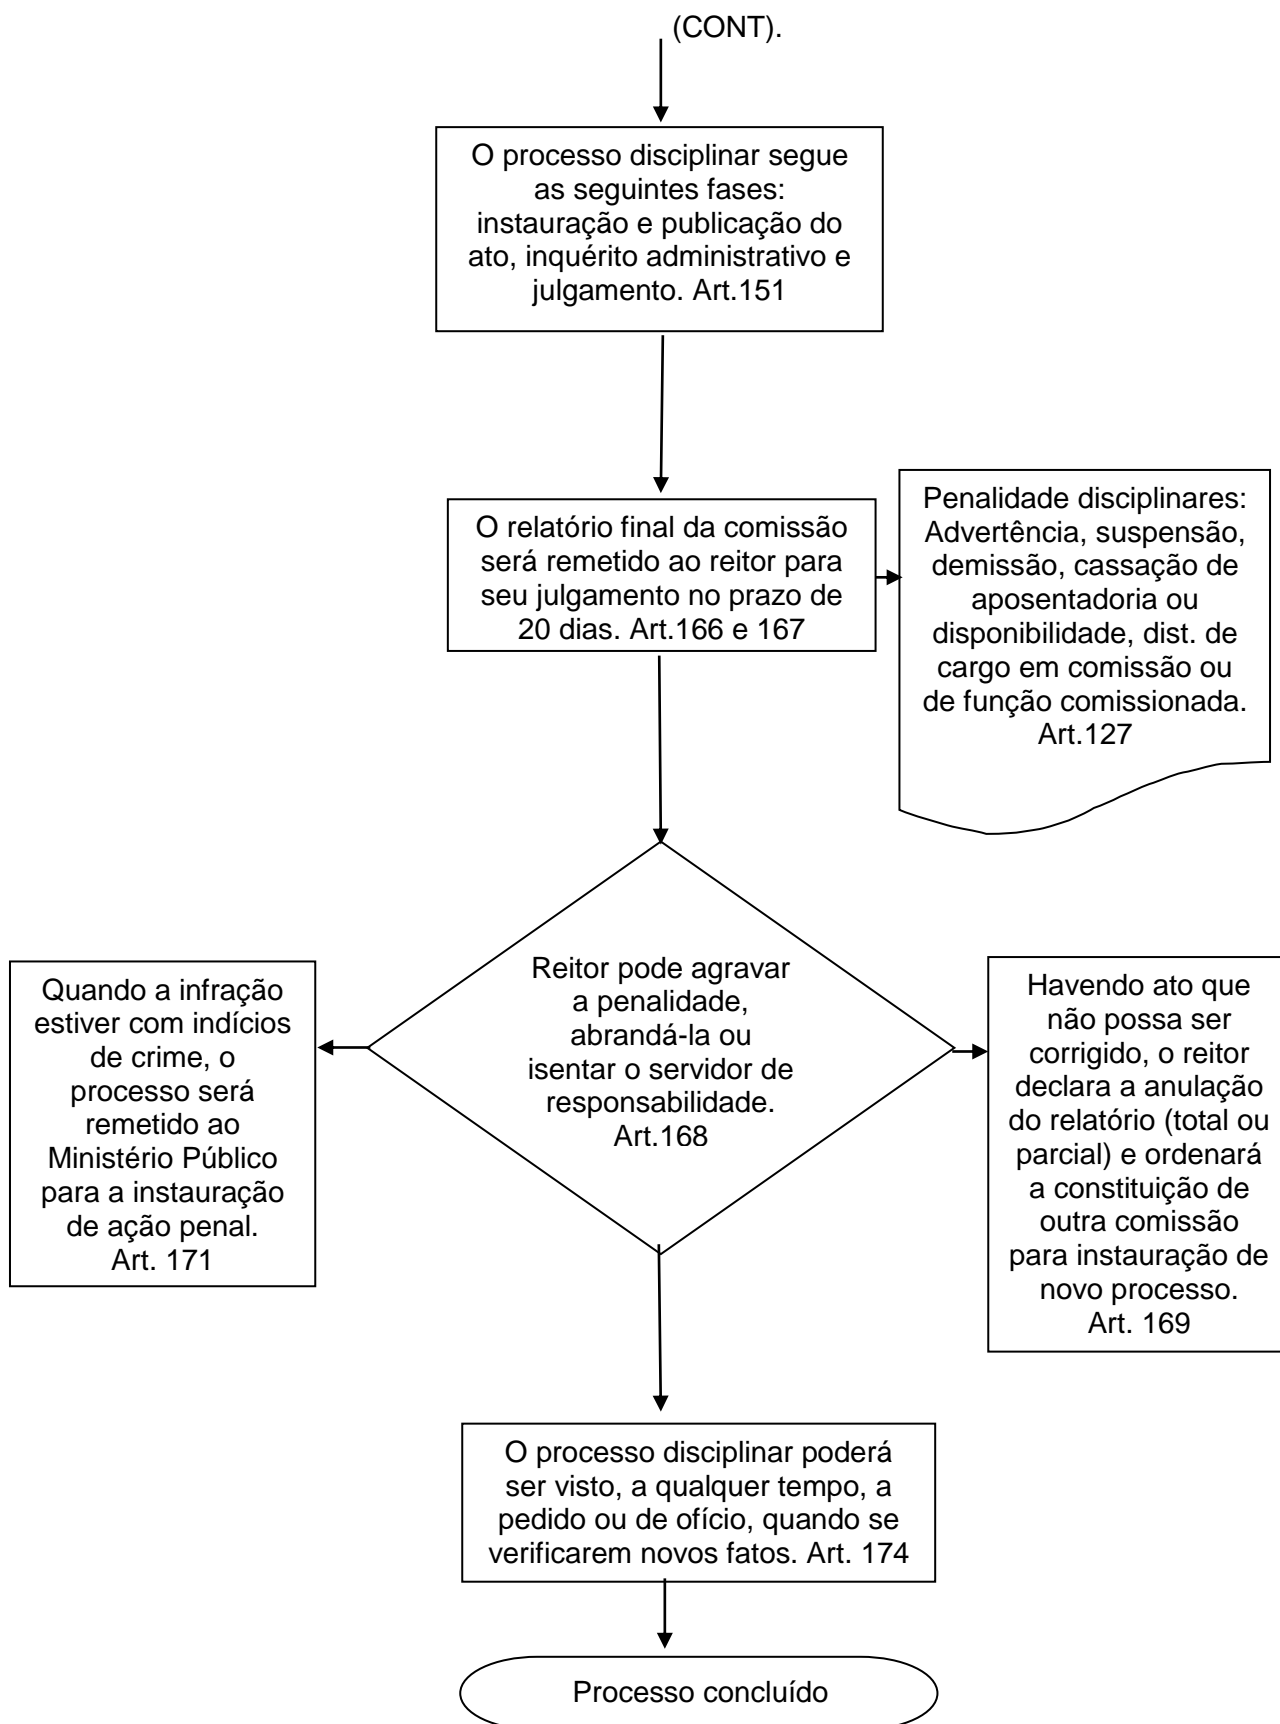 (CONT).
O processo disciplinar segue
as seguintes fases:
instauração e publicação do
ato, inquérito administrativo e
julgamento. Art.151
O relatório final da comissão
será remetido ao reitor para
seu julgamento no prazo de
20 dias. Art.166 e 167
Penalidade disciplinares:
Advertência, suspensão,
demissão, cassação de
aposentadoria ou
disponibilidade, dist. de
cargo em comissão ou
de função comissionada.
Art.127
Reitor pode agravar
a penalidade,
abrandá-la ou
isentar o servidor de
responsabilidade.
Art.168
Quando a infração
estiver com indícios
de crime, o
processo será
remetido ao
Ministério Público
para a instauração
de ação penal.
Art. 171
Havendo ato que
não possa ser
corrigido, o reitor
declara a anulação
do relatório (total ou
parcial) e ordenará
a constituição de
outra comissão
para instauração de
novo processo.
Art. 169
O processo disciplinar poderá
ser visto, a qualquer tempo, a
pedido ou de ofício, quando se
verificarem novos fatos. Art. 174
Processo concluído